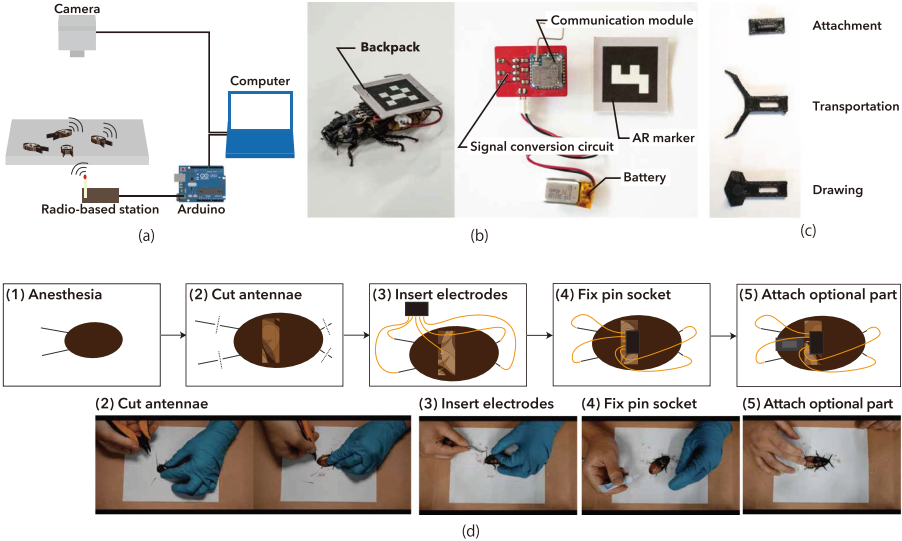 Camera
Computer
Radio-based station
Arduino
(a)
Backpack
Communication module
Signal conversion circuit
AR marker
Battery
(b)
Attachment
Transportation
Drawing
(c)
(1) Anesthesia
(2) Cut antennae
(3) Insert electrodes
(4) Fix pin socket
(5) Attach optional part
(2) Cut antennae
(3) Insert electrodes
(4) Fix pin socket
(5) Attach optional part
(d)